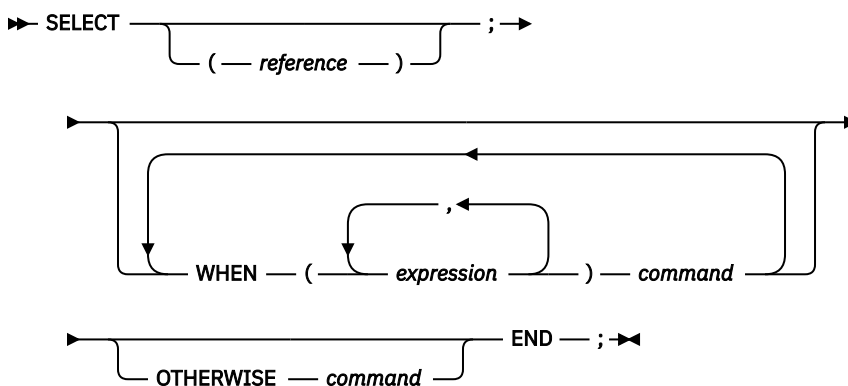 SELECT ;
( reference )
,
WHEN ( expression ) command
END ;
OTHERWISE command